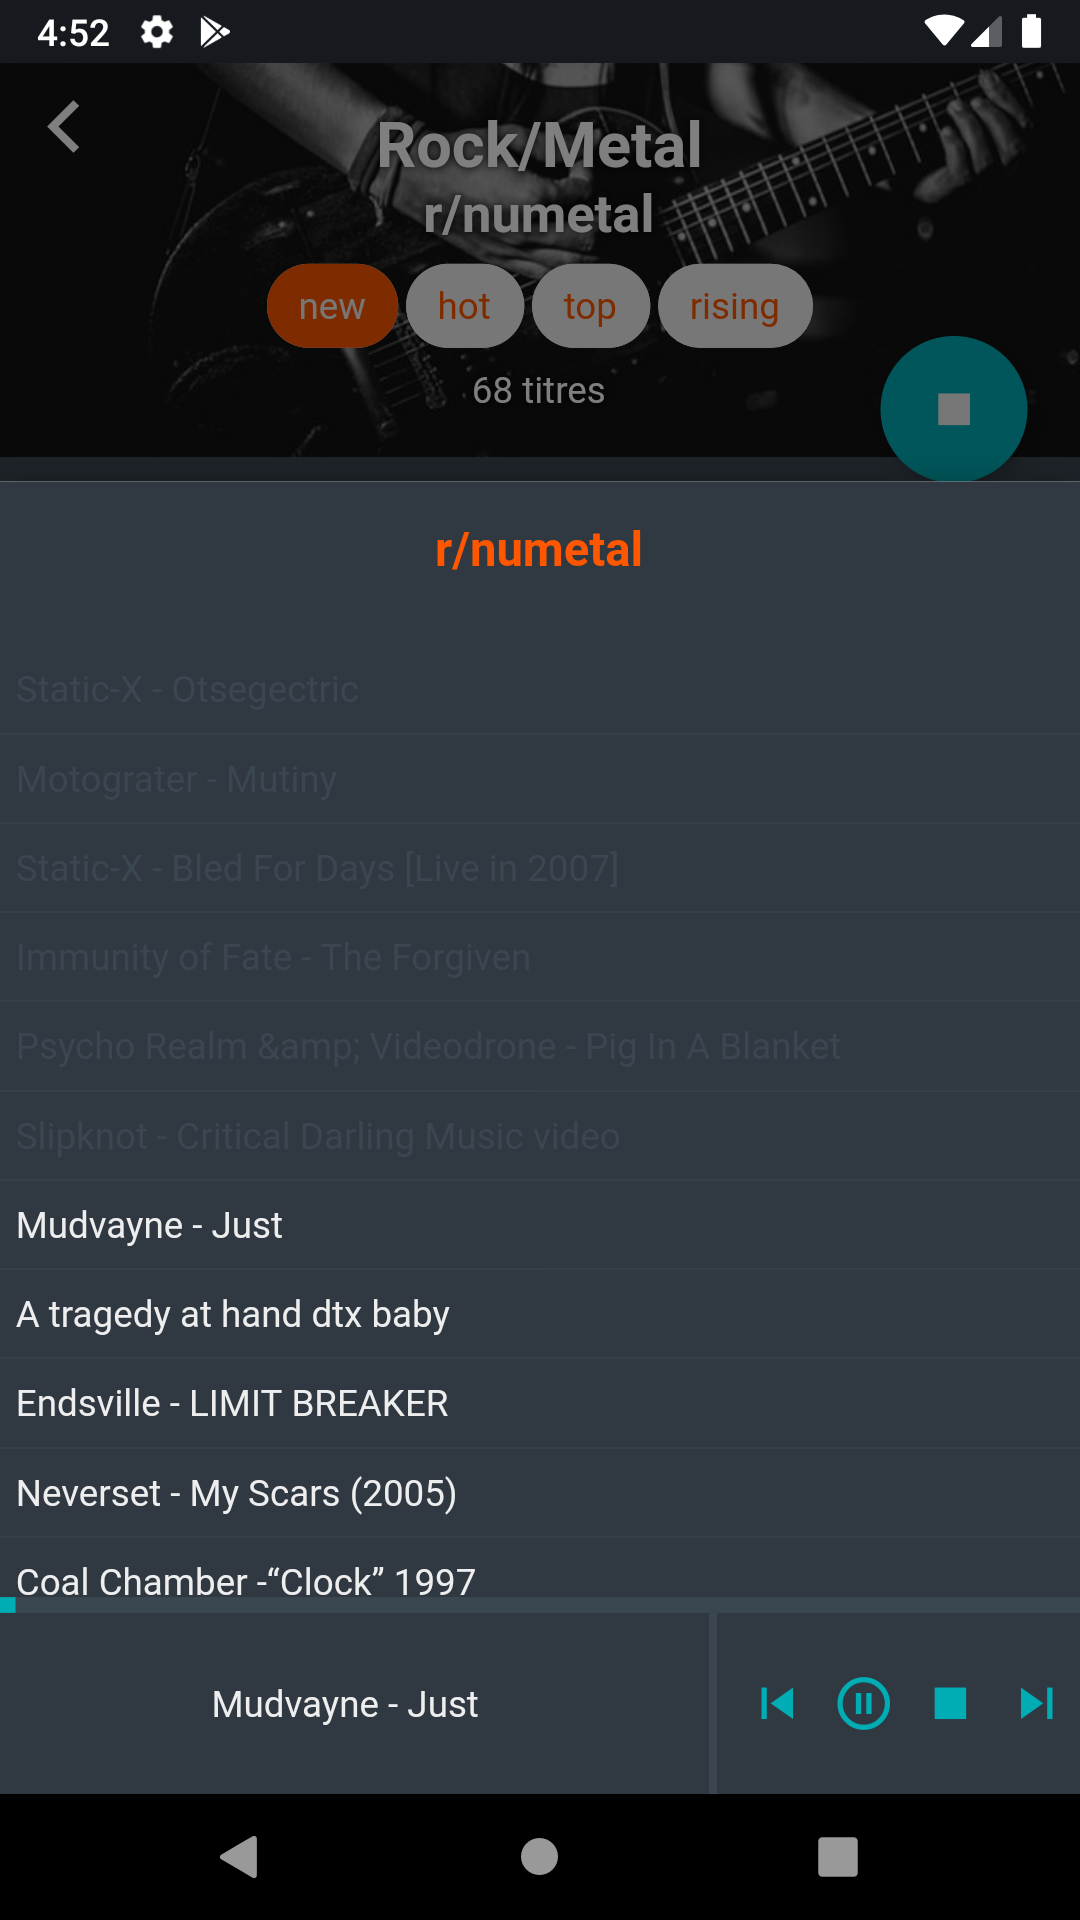 4:52
Rock/Metal
r/numetal
new hot top rising
68 titres
r/numetal
Static-X - Otsegectric
Motograter - Mutiny
Static-X - Bled For Days [Live in 2007]
Immunity of Fate - The Forgiven
Psycho Realm &amp; Videodrone - Pig In A Blanket
Slipknot - Critical Darling Music video
Mudvayne - Just
A tragedy at hand dtx baby
Endsville - LIMIT BREAKER
Neverset - My Scars (2005)
Coal Chamber -“Clock” 1997
Mudvayne - Just